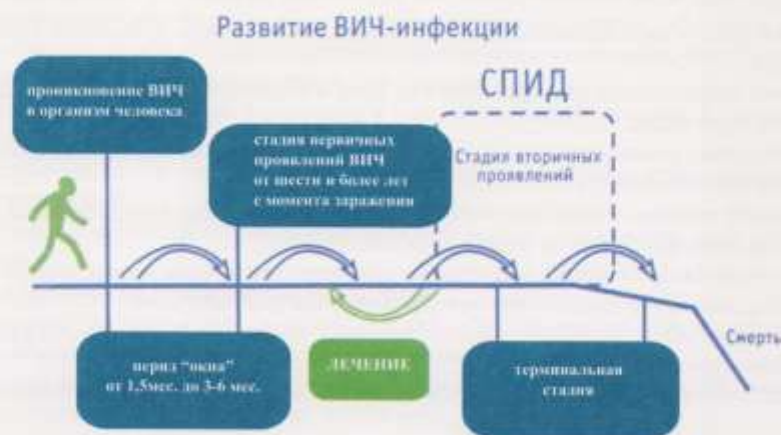 Развитие ВИЧ-инфекции
проникновение ВИЧ
в организм человека
СПИД
стадия первичных
проявлений ВИЧ
от шести и более лет
с момента заражения
Стадия вторичных
проявлений
перид "окна"
от 1,5мес. до 3-6 мес.
ЛЕЧЕНИЕ
терминальная
стадия
Смерть